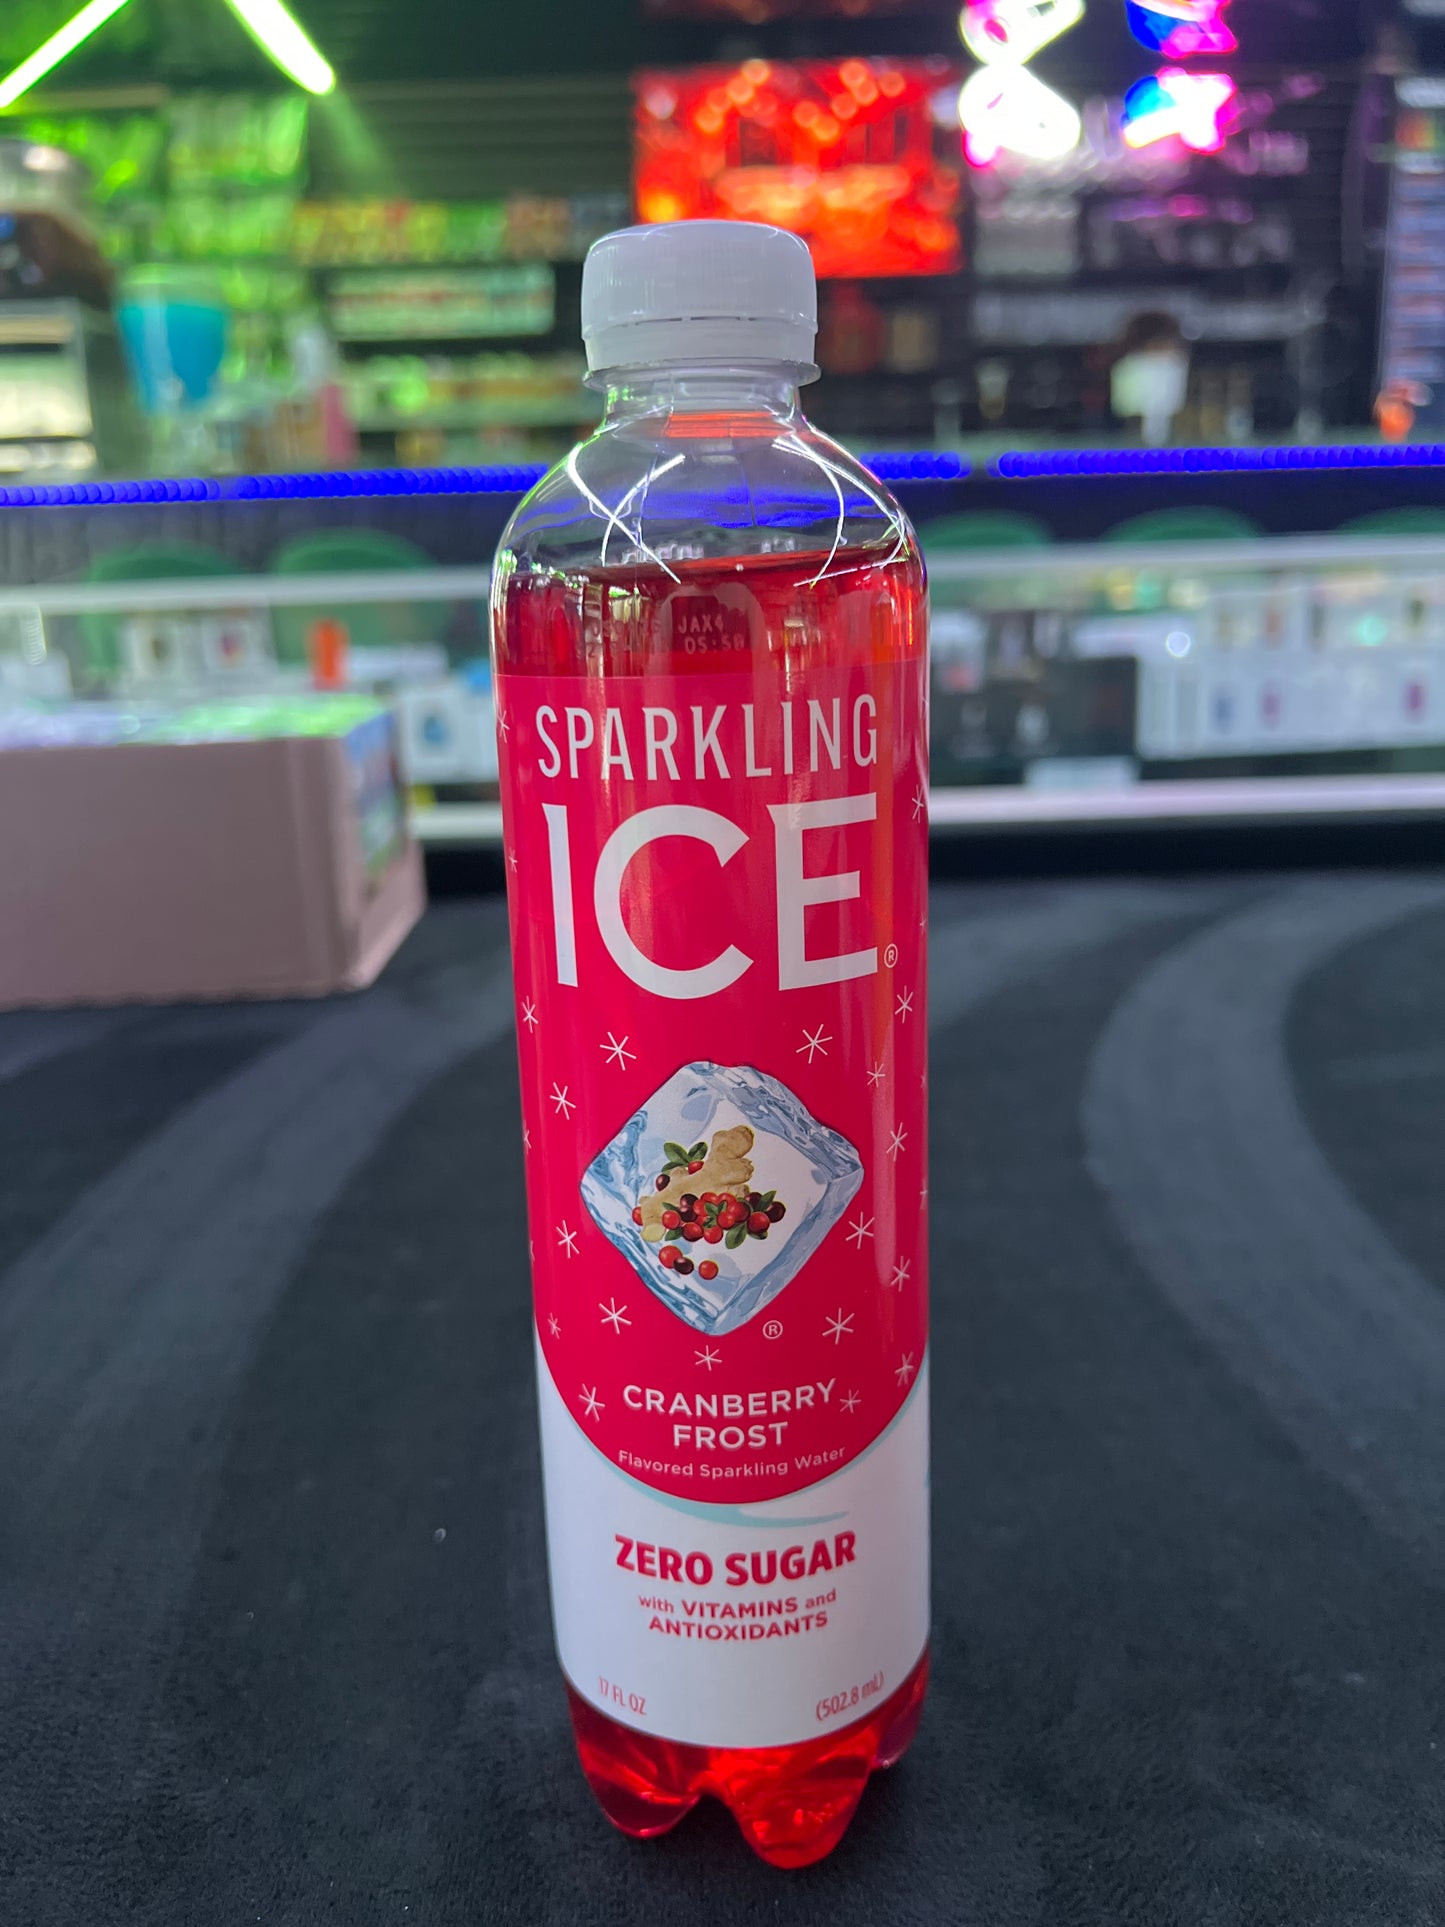 JAX4
05:58
SPARKLING
ICE®
®
CRANBERRY
FROST
Flavored Sparkling Water
ZERO SUGAR
with VITAMINS and
ANTIOXIDANTS
17 FL OZ (502.8 mL)